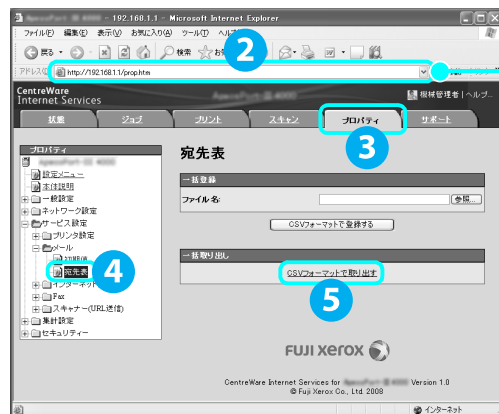 - 192.168.1.1 - Microsoft Internet Explorer
ファイル(F) 編集(E) 表示(V) お気に入り(A) ツール(T)
戻る 検索
2
アドレス(D) http://192.168.1.1/prop.htm
CentreWare
Internet Services
機械管理者 | ヘルプ
状態 ジョブ プリント スキャン プロパティ サポート
3
プロパティ
設定メニュー
本体説明
一般設定
ネットワーク設定
サービス設定
プリンタ設定
メール
宛先表
4
インターネット
Fax
スキャナー(URL送信)
集計設定
セキュリティー
宛先表
一括登録
ファイル名: 参照...
CSVフォーマットで登録する
一括取り出し
CSVフォーマットで取り出す
5
FUJI XEROX
CentreWare Internet Services for Version 1.0
© Fuji Xerox Co., Ltd. 2008
インターネット